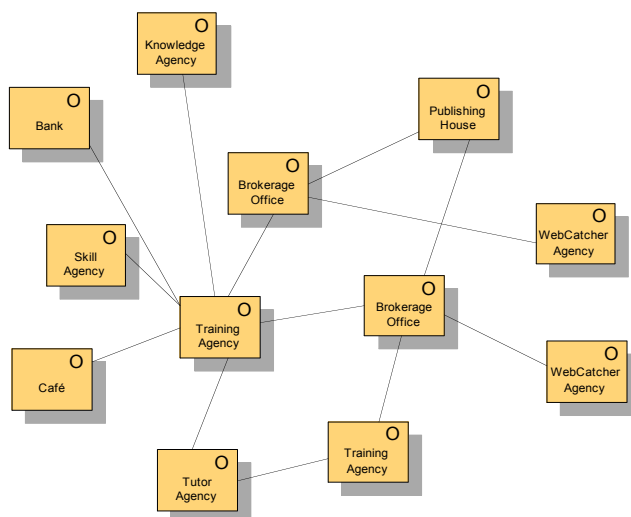 O
Knowledge
Agency
O
Bank
O
Publishing
House
O
Brokerage
Office
O
WebCatcher
Agency
O
Skill
Agency
O
Brokerage
Office
O
Training
Agency
O
WebCatcher
Agency
O
Café
O
Training
Agency
O
Tutor
Agency